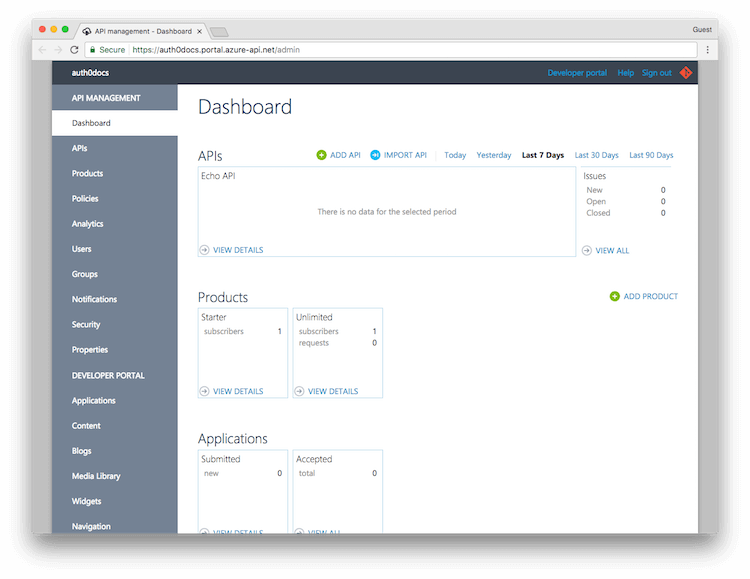 API management - Dashboard
Guest
Secure https://auth0docs.portal.azure-api.net/admin
auth0docs
Developer portal Help Sign out
API MANAGEMENT
Dashboard
APIs
Products
Policies
Analytics
Users
Groups
Notifications
Security
Properties
DEVELOPER PORTAL
Applications
Content
Blogs
Media Library
Widgets
Navigation
Dashboard
APIs
ADD API IMPORT API Today Yesterday Last 7 Days Last 30 Days Last 90 Days
Echo API
There is no data for the selected period
VIEW DETAILS
Issues
New 0
Open 0
Closed 0
VIEW ALL
Products
ADD PRODUCT
Starter
subscribers 1
VIEW DETAILS
Unlimited
subscribers 1
requests 0
VIEW DETAILS
Applications
Submitted
new 0
VIEW DETAILS
Accepted
total 0
VIEW ALL